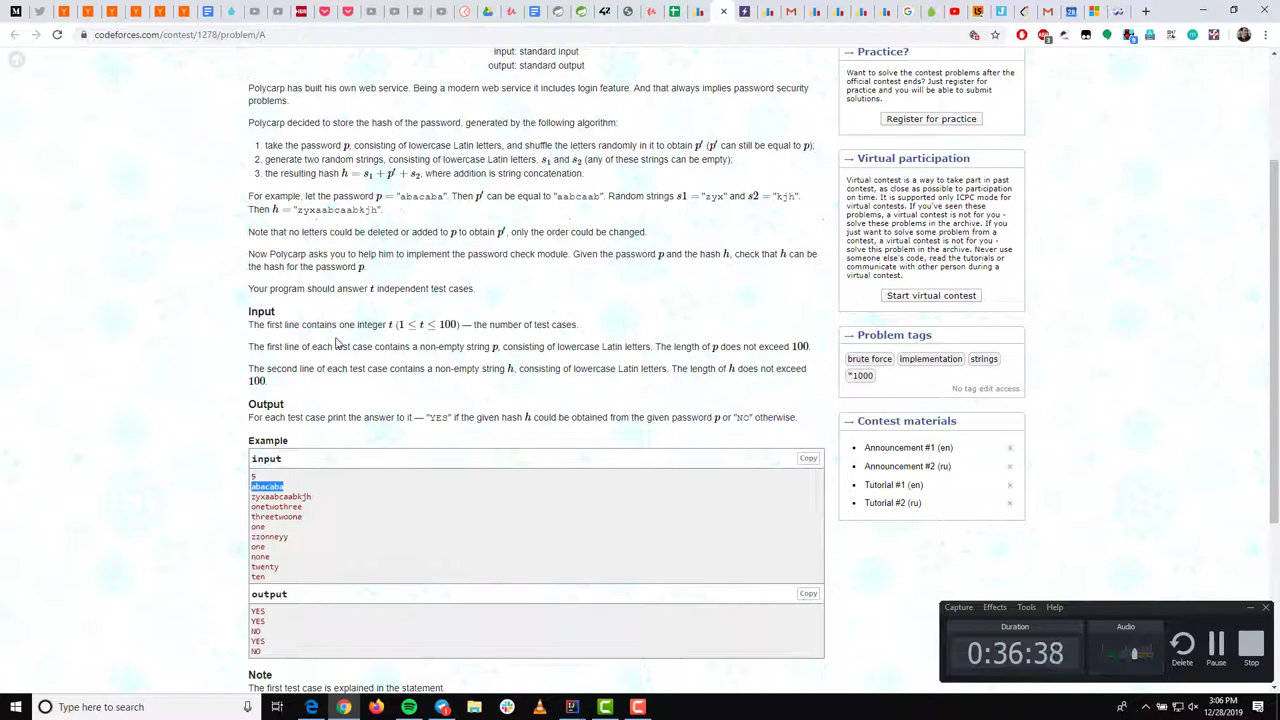 codeforces.com/contest/1278/problem/A
input: standard input
output: standard output
Polycarp has built his own web service. Being a modern web service it includes login feature. And that always implies password security
problems.
Polycarp decided to store the hash of the password, generated by the following algorithm:
1. take the password p, consisting of lowercase Latin letters, and shuffle the letters randomly in it to obtain p′ (p′ can still be equal to p);
2. generate two random strings, consisting of lowercase Latin letters, s1 and s2 (any of these strings can be empty);
3. the resulting hash h = s1 + p′ + s2, where addition is string concatenation.
For example, let the password p = "abacaba". Then p′ can be equal to "aabcaab". Random strings s1 = "zyx" and s2 = "kjh".
Then h = "zyxaabcaabkjh".
Note that no letters could be deleted or added to p to obtain p′, only the order could be changed.
Now Polycarp asks you to help him to implement the password check module. Given the password p and the hash h, check that h can be
the hash for the password p.
Your program should answer t independent test cases.
Input
The first line contains one integer t (1 ≤ t ≤ 100) — the number of test cases.
The first line of each test case contains a non-empty string p, consisting of lowercase Latin letters. The length of p does not exceed 100.
The second line of each test case contains a non-empty string h, consisting of lowercase Latin letters. The length of h does not exceed
100.
Output
For each test case print the answer to it — "YES" if the given hash h could be obtained from the given password p or "NO" otherwise.
Example
input
Copy
5
abacaba
zyxaabcaabkjh
onetwothree
threetwoone
one
zzonneyy
one
none
twenty
ten
output
Copy
YES
YES
NO
YES
NO
Note
The first test case is explained in the statement.
→ Practice?
Want to solve the contest problems after the
official contest ends? Just register for
practice and you will be able to submit
solutions.
Register for practice
→ Virtual participation
Virtual contest is a way to take part in past
contest, as close as possible to participation
on time. It is supported only ICPC mode for
virtual contests. If you've seen these
problems, a virtual contest is not for you -
solve these problems in the archive. If you
just want to solve some problem from a
contest, a virtual contest is not for you -
solve this problem in the archive. Never use
someone else's code, read the tutorials or
communicate with other person during a
virtual contest.
Start virtual contest
→ Problem tags
brute force implementation strings
*1000
No tag edit access
→ Contest materials
Announcement #1 (en)
Announcement #2 (ru)
Tutorial #1 (en)
Tutorial #2 (ru)
Capture Effects Tools Help
Duration
Audio
0:36:38
Delete Pause Stop
Type here to search
3:06 PM
12/28/2019